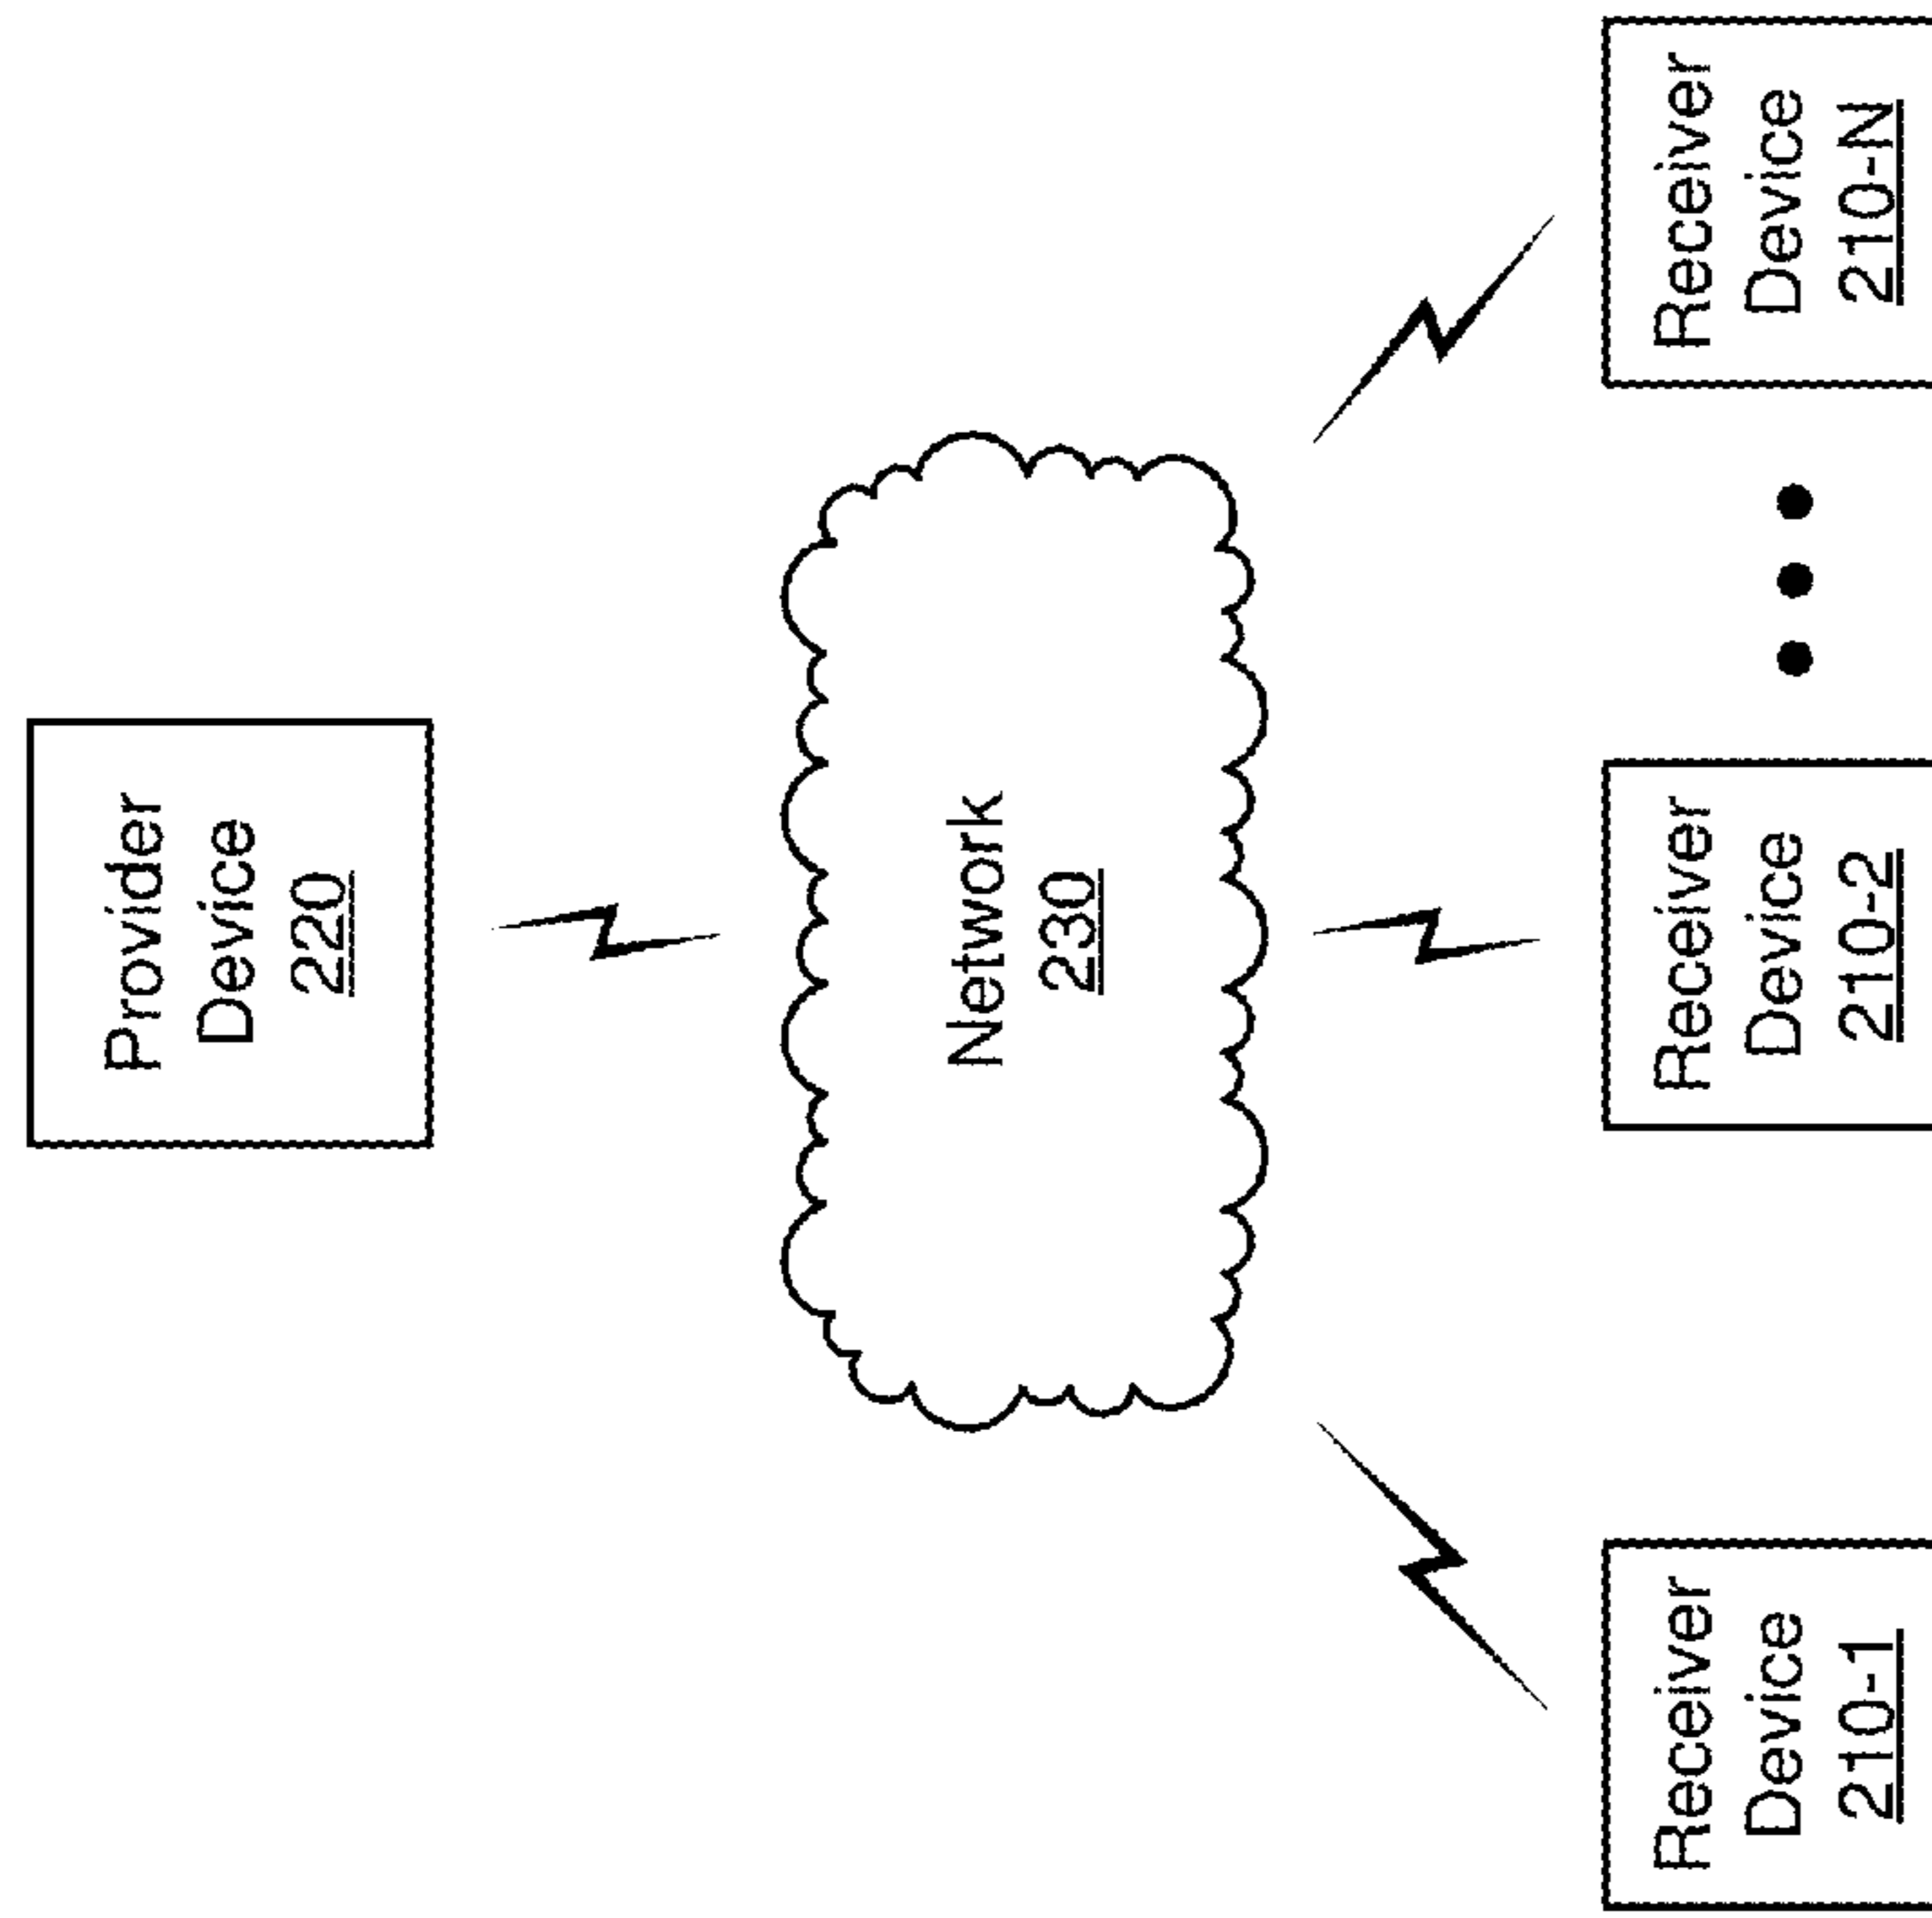 Provider
Device
220
Network
230
Receiver
Device
210-1
Receiver
Device
210-2
Receiver
Device
210-N